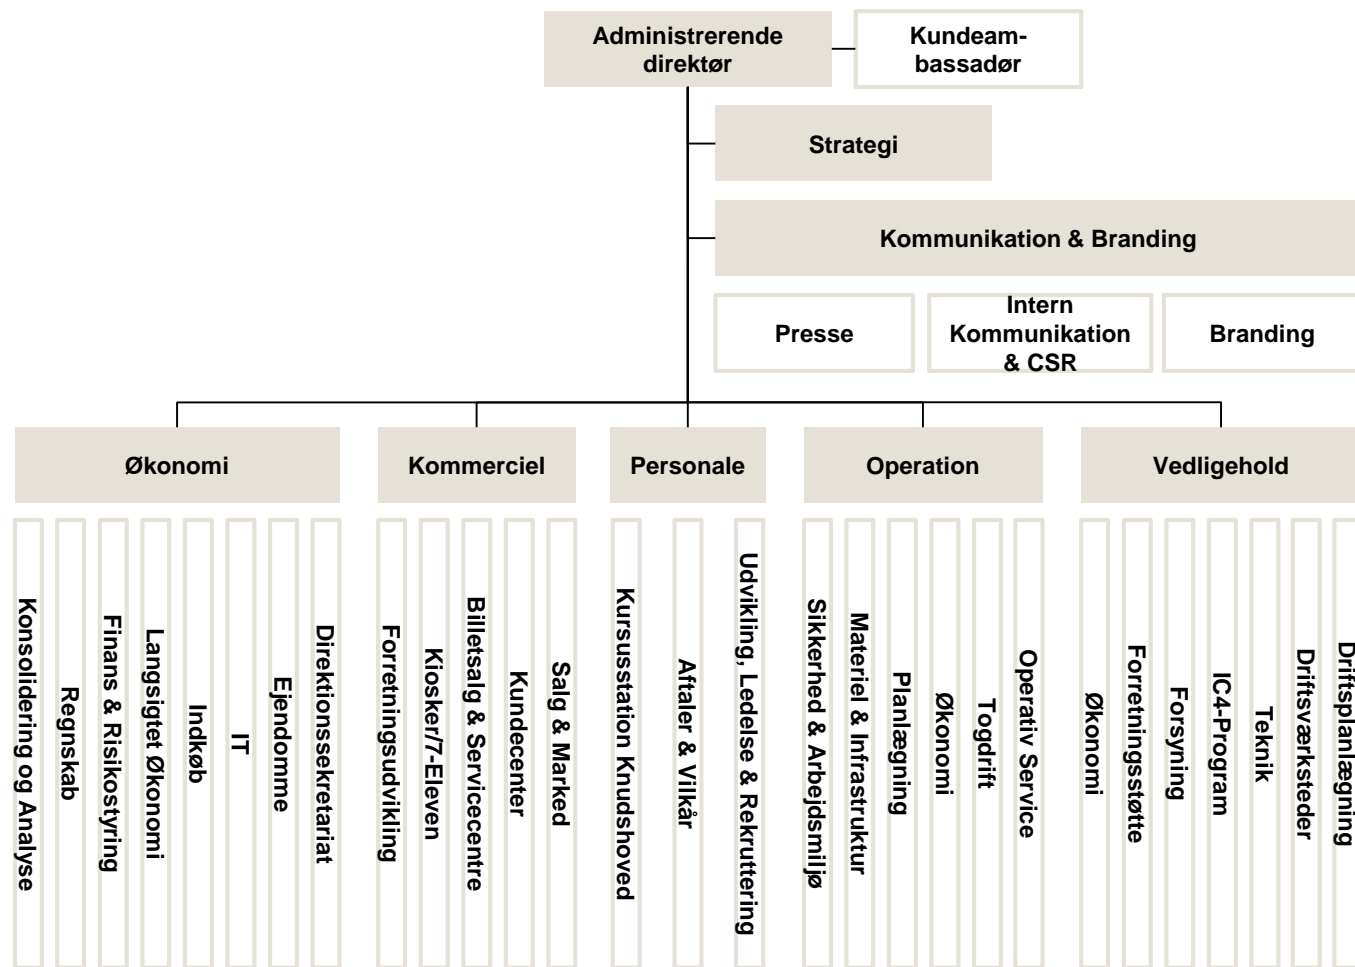 Administrerende
direktør
Kundeam-
bassadør
Strategi
Kommunikation & Branding
Presse
Intern
Kommunikation
& CSR
Branding
Økonomi
Kommerciel
Personale
Operation
Vedligehold
Konsolidering og Analyse
Regnskab
Finans & Risikostyring
Langsigtet Økonomi
Indkøb
IT
Ejendomme
Direktionssekretariat
Forretningsudvikling
Kiosker/7-Eleven
Billetsalg & Servicecentre
Kundecenter
Salg & Marked
Kursusstation Knudshoved
Aftaler & Vilkår
Udvikling, Ledelse & Rekruttering
Sikkerhed & Arbejdsmiljø
Materiel & Infrastruktur
Planlægning
Økonomi
Togdrift
Operativ Service
Økonomi
Forretningsstøtte
Forsyning
IC4-Program
Teknik
Driftsværksteder
Driftsplanlægning